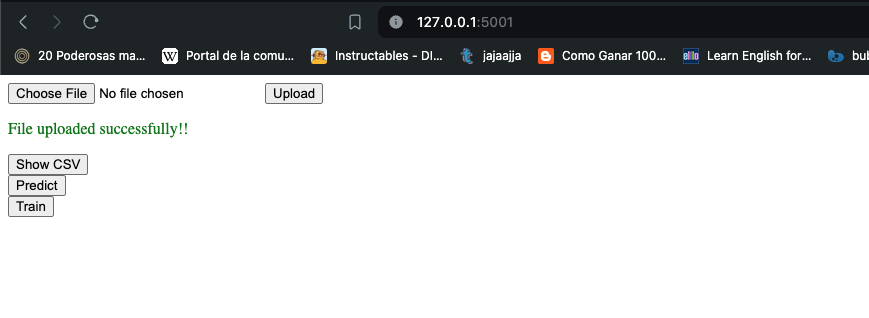 127.0.0.1:5001
20 Poderosas ma... Portal de la comu... Instructables - DI... jajaajja Como Ganar 100... Learn English for... bub
Choose File No file chosen Upload
File uploaded successfully!!
Show CSV
Predict
Train